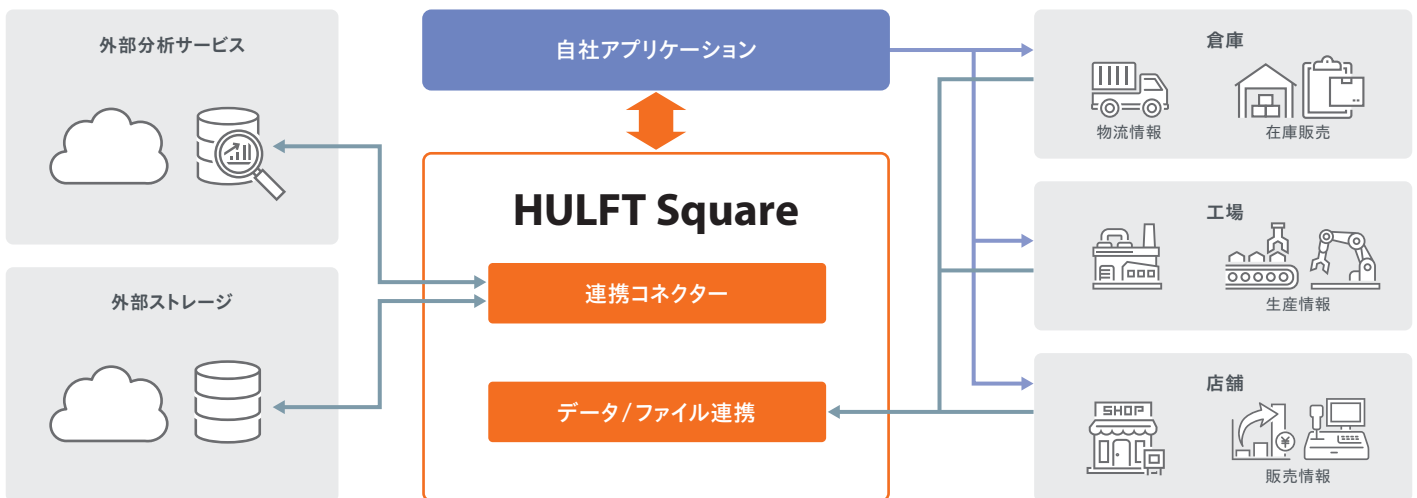 外部分析サービス
外部ストレージ
自社アプリケーション
HULFT Square
連携コネクター
データ/ファイル連携
倉庫
物流情報
在庫販売
工場
生産情報
店舗
SHOP
¥
販売情報